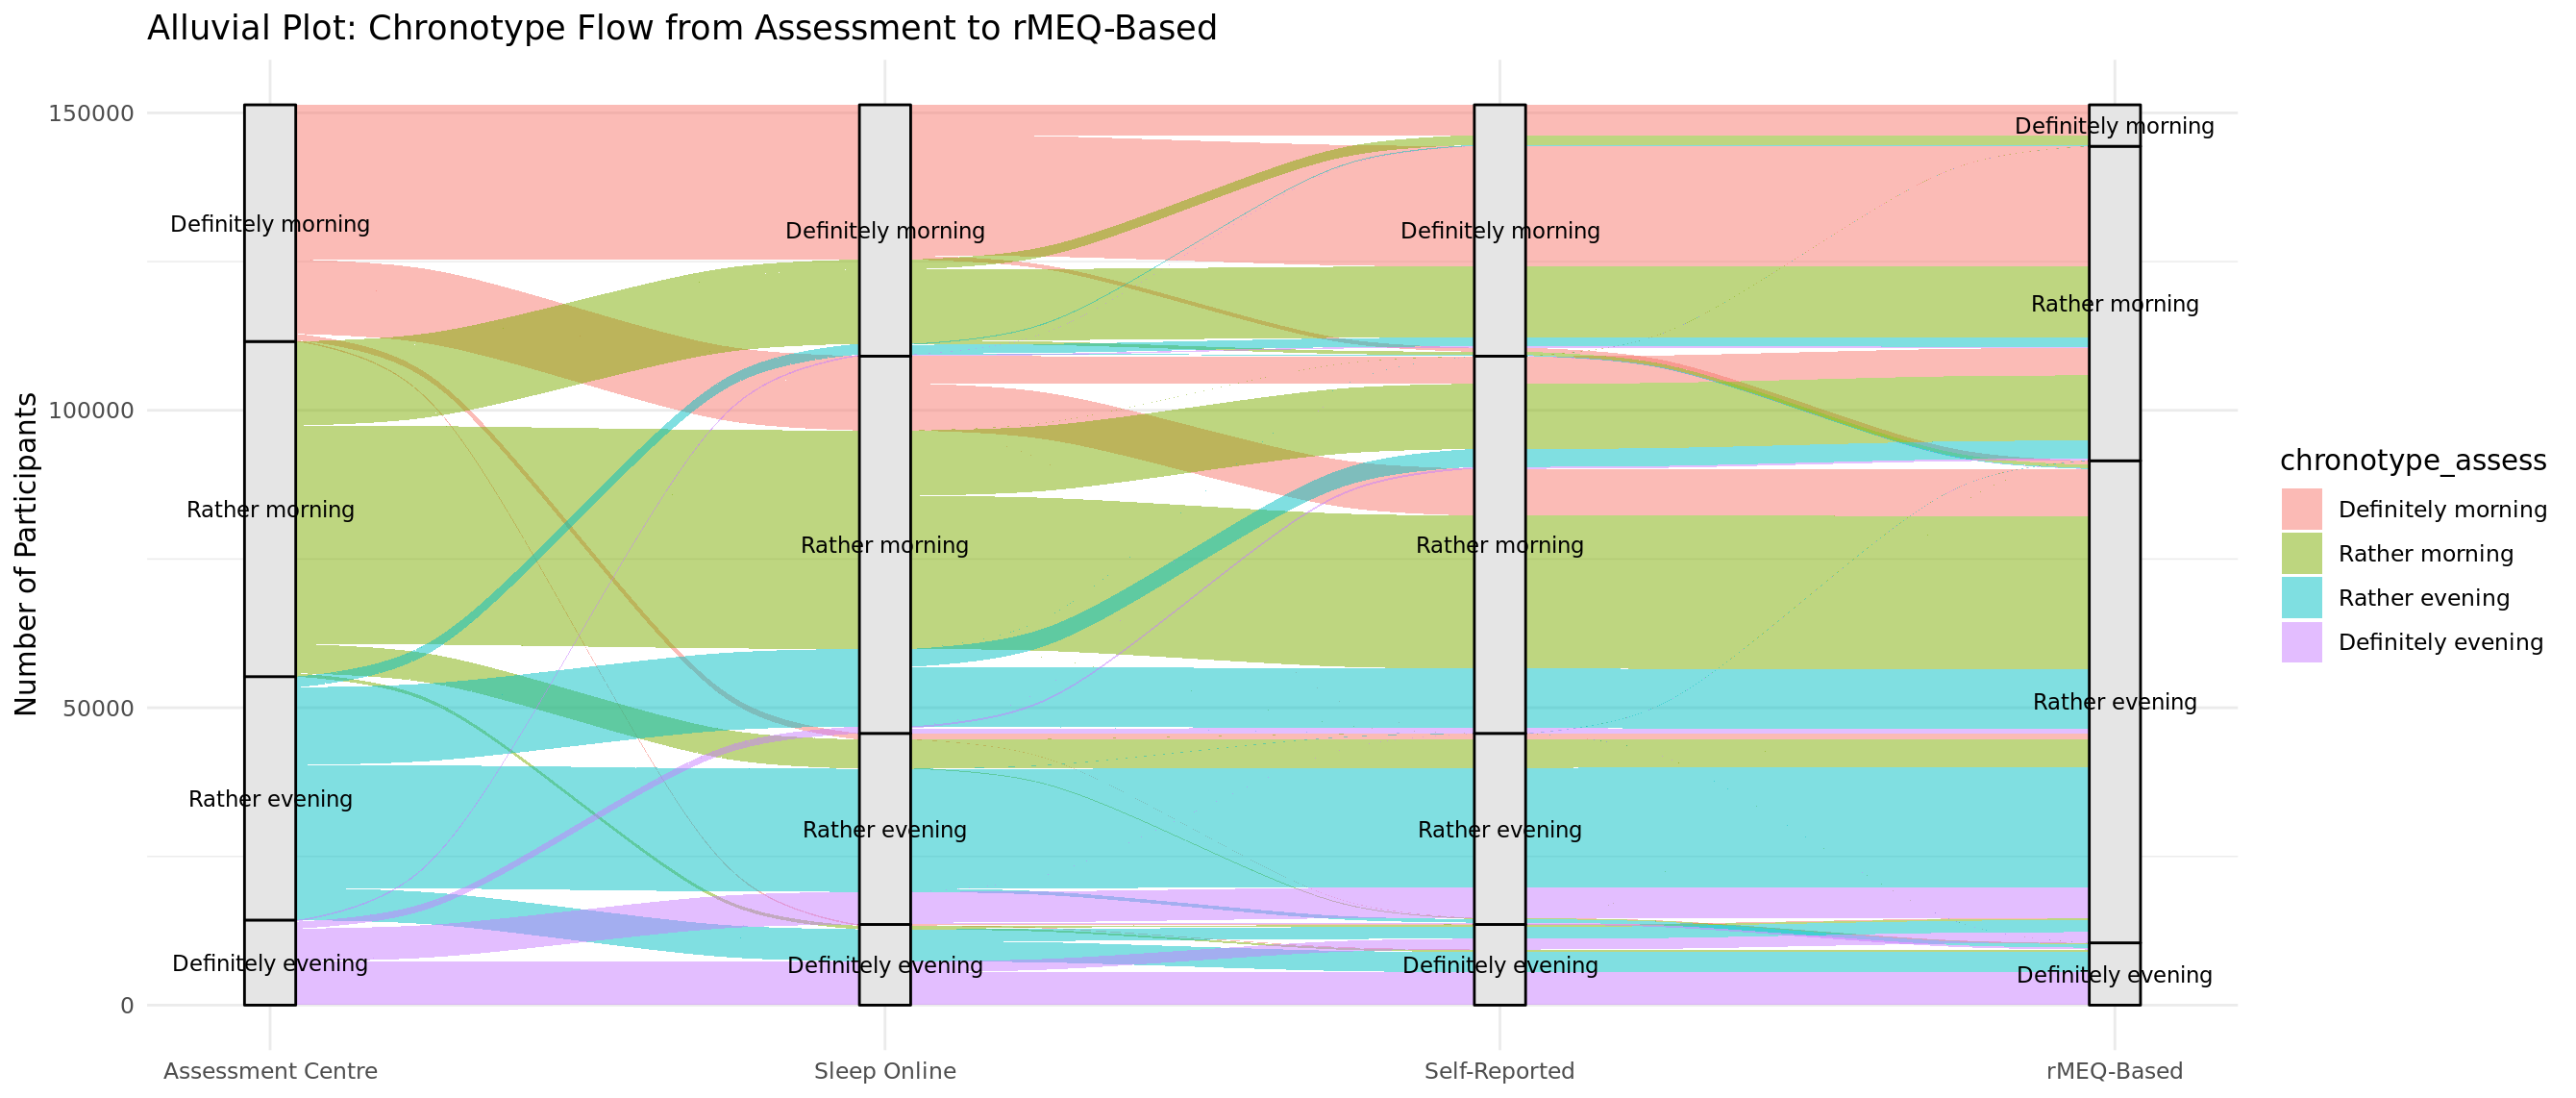 Alluvial Plot: Chronotype Flow from Assessment to rMEQ-Based
Number of Participants
150000
100000
50000
0
Definitely morning
Rather morning
Rather evening
Definitely evening
Definitely morning
Rather morning
Rather evening
Definitely evening
Definitely morning
Rather morning
Rather evening
Definitely evening
Definitely morning
Rather morning
Rather evening
Definitely evening
Assessment Centre
Sleep Online
Self-Reported
rMEQ-Based
chronotype_assess
Definitely morning
Rather morning
Rather evening
Definitely evening